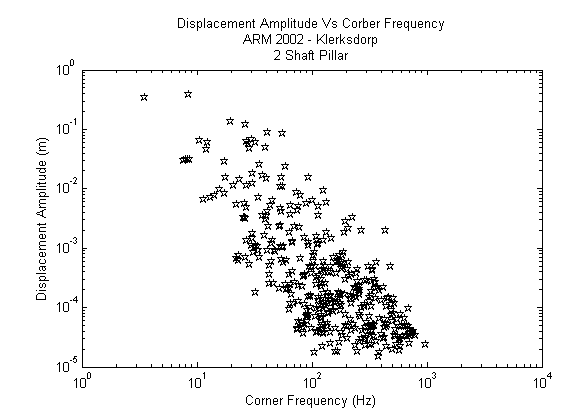 Displacement Amplitude Vs Corber Frequency
ARM 2002 - Klerksdorp
2 Shaft Pillar
Displacement Amplitude (m)
10^0
10^-1
10^-2
10^-3
10^-4
10^-5
10^0 10^1 10^2 10^3 10^4
Corner Frequency (Hz)